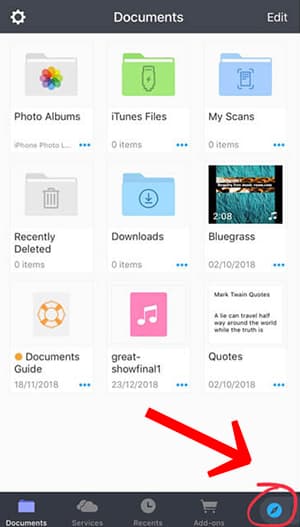 Documents
Edit
Photo Albums
iPhone Photo L...
iTunes Files
0 items
My Scans
0 items
Recently
Deleted
0 items
Downloads
0 items
2:08
Bluegrass
02/10/2018
Documents
Guide
18/11/2018
great-
showfinal1
23/12/2018
Mark Twain Quotes
A lie can travel half
way around the world
while the truth is
Quotes
02/10/2018
Documents
Services
Recents
Add-ons